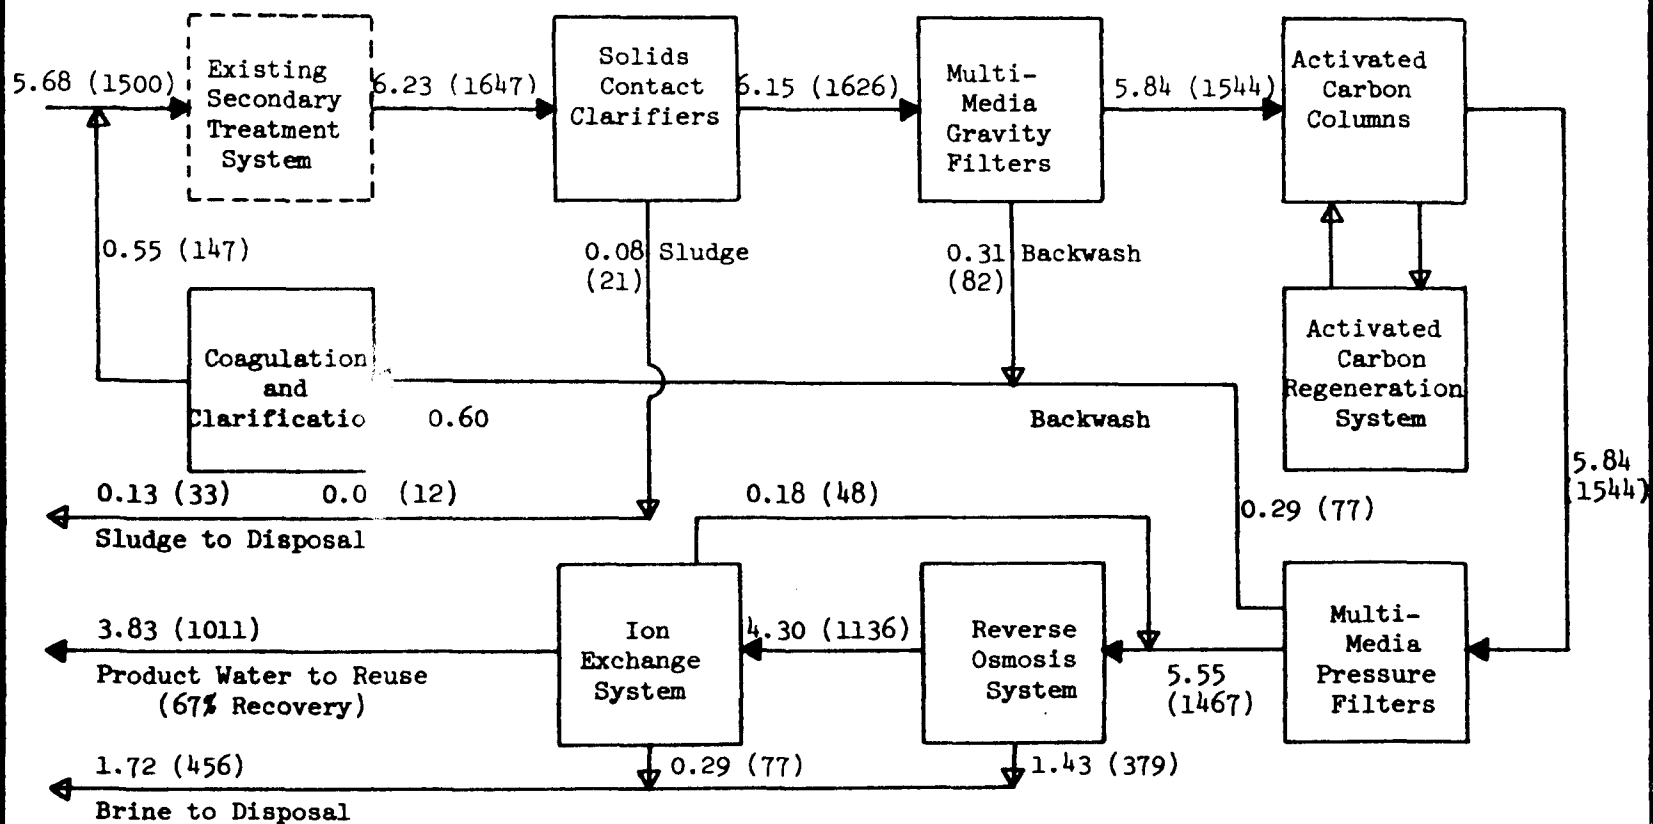 5.68 (1500)
Existing
Secondary
Treatment
System
6.23 (1647)
Solids
Contact
Clarifiers
6.15 (1626)
Multi-
Media
Gravity
Filters
5.84 (1544)
Activated
Carbon
Columns
0.55 (147)
0.08
(21)
Sludge
0.31
(82)
Backwash
Activated
Carbon
Regeneration
System
Coagulation
and
Clarificatio
0.60
Backwash
5.84
(1544)
0.13 (33)
0.0 (12)
Sludge to Disposal
0.18 (48)
0.29 (77)
3.83 (1011)
Product Water to Reuse
(67% Recovery)
Ion
Exchange
System
4.30 (1136)
Reverse
Osmosis
System
5.55
(1467)
Multi-
Media
Pressure
Filters
1.72 (456)
Brine to Disposal
0.29 (77)
1.43 (379)